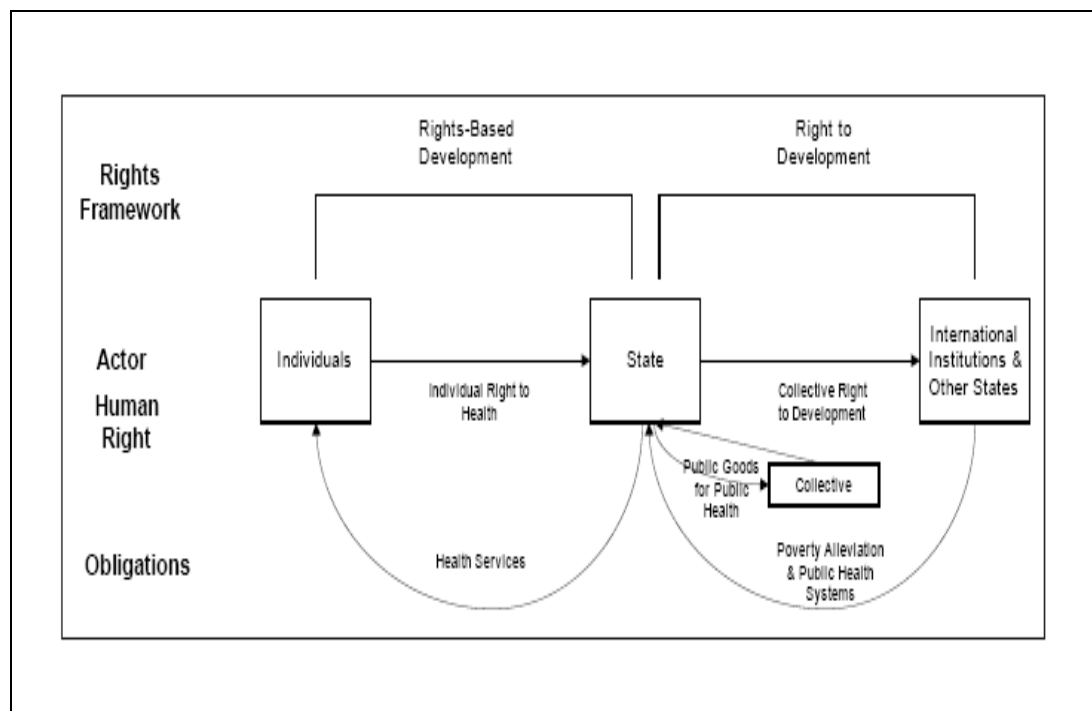 Rights-Based
Development
Right to
Development
Rights
Framework
Individuals
State
International
Institutions &
Other States
Actor
Human
Right
Individual Right to
Health
Collective Right
to Development
Public Goods
for Public
Health
Collective
Obligations
Health Services
Poverty Alleviation
& Public Health
Systems